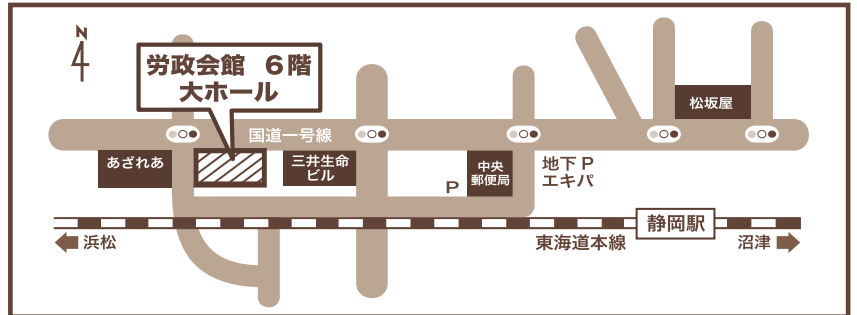 N
労政会館 6階
大ホール
国道一号線
松坂屋
あざれあ
三井生命
ビル
中央
郵便局
P
地下P
エキパ
静岡駅
浜松
東海道本線
沼津